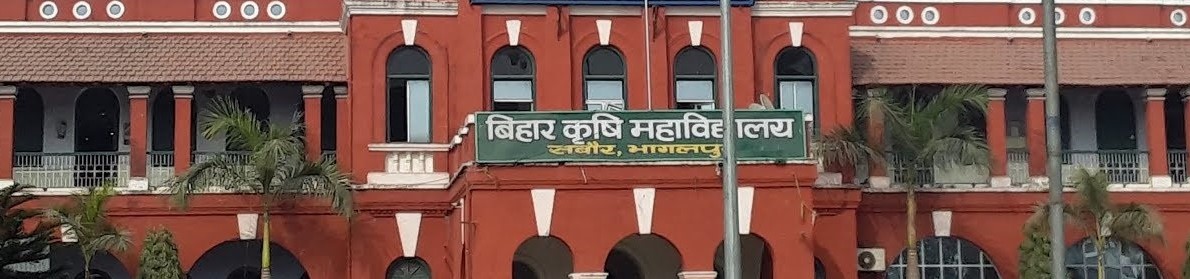 बिहार कृषि महाविद्यालय
सबौर, भागलपुर